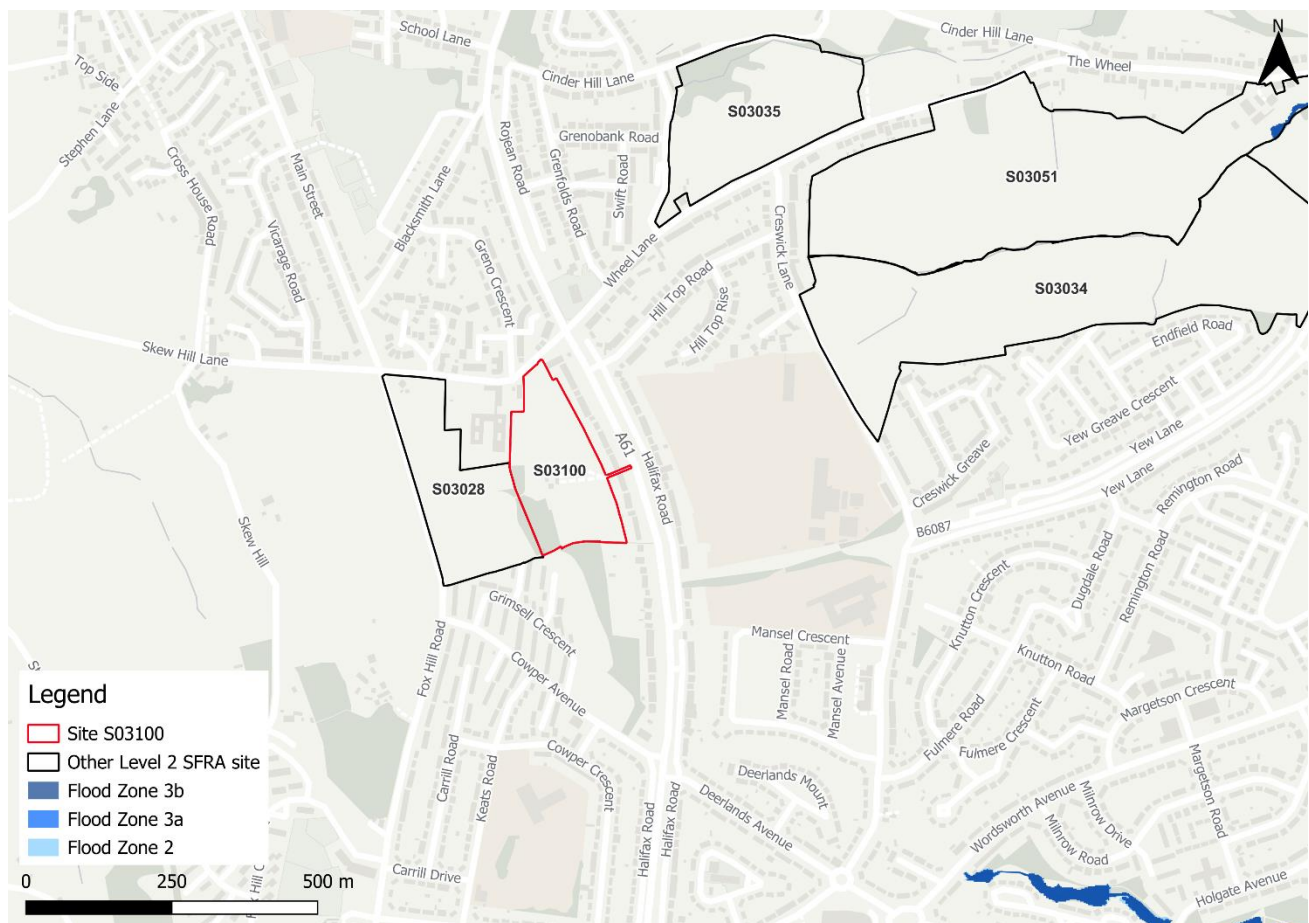 School Lane
Cinder Hill Lane
N
The Wheel
Top Side
Stephen Lane
Cinder Hill Lane
S03035
Cross House Road
Main Street
Rojean Road
Grenobank Road
Grenfolds Road
Swift Road
S03051
Vicarage Road
Blacksmith Lane
Greno Crescent
Wheel Lane
Creswick Lane
Hill Top Road
Hill Top Rise
S03034
Skew Hill Lane
Endfield Road
Yew Greave Crescent
Yew Lane
A61
Halifax Road
S03100
S03028
Creswick Greave
Yew Lane
Remington Road
B6087
Skew Hill
Dugdale Road
Remington Road
Knutton Crescent
Grimsell Crescent
Mansel Crescent
Fox Hill Road
Cowper Avenue
Mansel Road
Mansel Avenue
Knutton Road
Margetson Crescent
Fulmere Road
Fulmere Crescent
Carrill Road
Keats Road
Cowper Crescent
Halifax Road
Halifax Road
Deerlands Mount
Deerlands Avenue
Wordsworth Avenue
Milnrow Drive
Milnrow Road
Margetson Road
Holgate Avenue
Carrill Drive
Legend
Site S03100
Other Level 2 SFRA site
Flood Zone 3b
Flood Zone 3a
Flood Zone 2
0 250 500 m